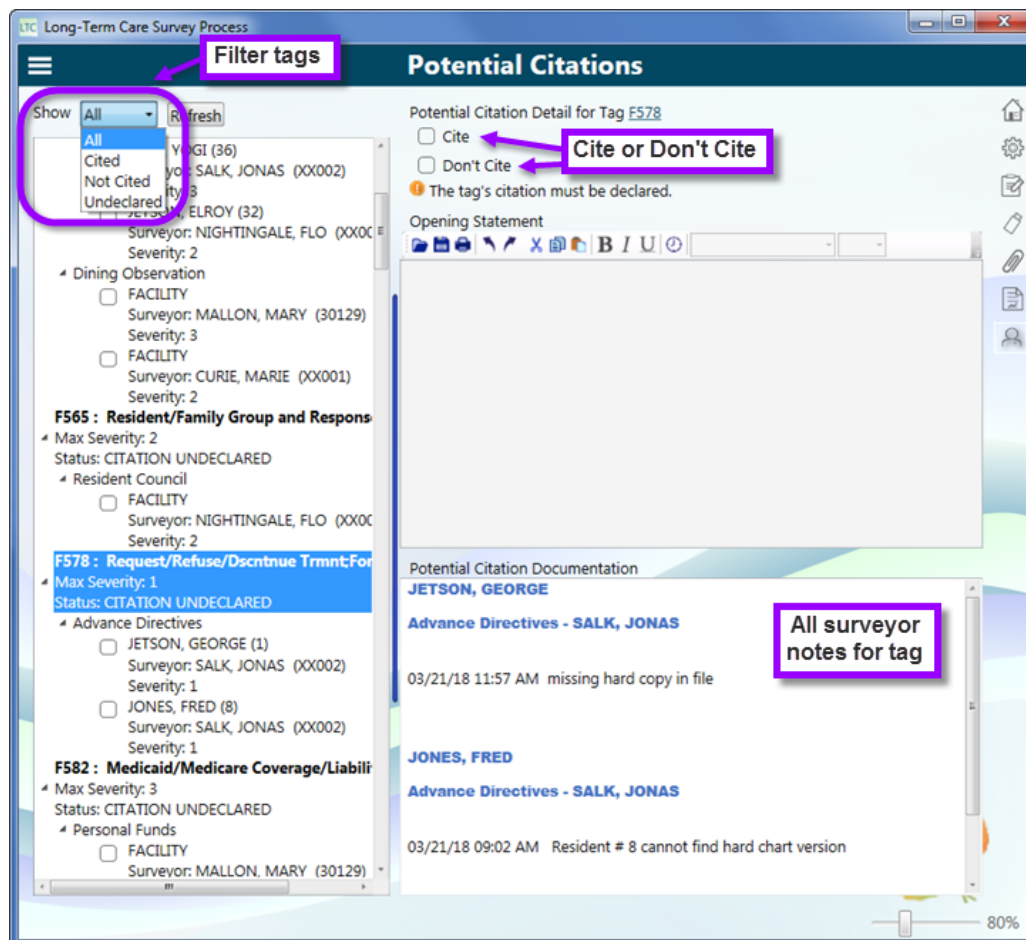 LTC Long-Term Care Survey Process
Filter tags
Potential Citations
Show All Refresh
All
Cited
Not Cited
Undeclared
YOGI (36)
SALK, JONAS (XX002)
3
JETSON, ELROY (32)
Surveyor: NIGHTINGALE, FLO (XX0
Severity: 2
Dining Observation
FACILITY
Surveyor: MALLON, MARY (30129)
Severity: 3
FACILITY
Surveyor: CURIE, MARIE (XX001)
Severity: 2
F565 : Resident/Family Group and Respons
Max Severity: 2
Status: CITATION UNDECLARED
Resident Council
FACILITY
Surveyor: NIGHTINGALE, FLO (XX0
Severity: 2
F578 : Request/Refuse/Dscntnue Trmnt;For
Max Severity: 1
Status: CITATION UNDECLARED
Advance Directives
JETSON, GEORGE (1)
Surveyor: SALK, JONAS (XX002)
Severity: 1
JONES, FRED (8)
Surveyor: SALK, JONAS (XX002)
Severity: 1
F582 : Medicaid/Medicare Coverage/Liabili
Max Severity: 3
Status: CITATION UNDECLARED
Personal Funds
FACILITY
Surveyor: MALLON, MARY (30129)
Potential Citation Detail for Tag F578
Cite
Don't Cite
Cite or Don't Cite
The tag's citation must be declared.
Opening Statement
B I U
Potential Citation Documentation
JETSON, GEORGE
Advance Directives - SALK, JONAS
All surveyor
notes for tag
03/21/18 11:57 AM missing hard copy in file
JONES, FRED
Advance Directives - SALK, JONAS
03/21/18 09:02 AM Resident # 8 cannot find hard chart version
80%